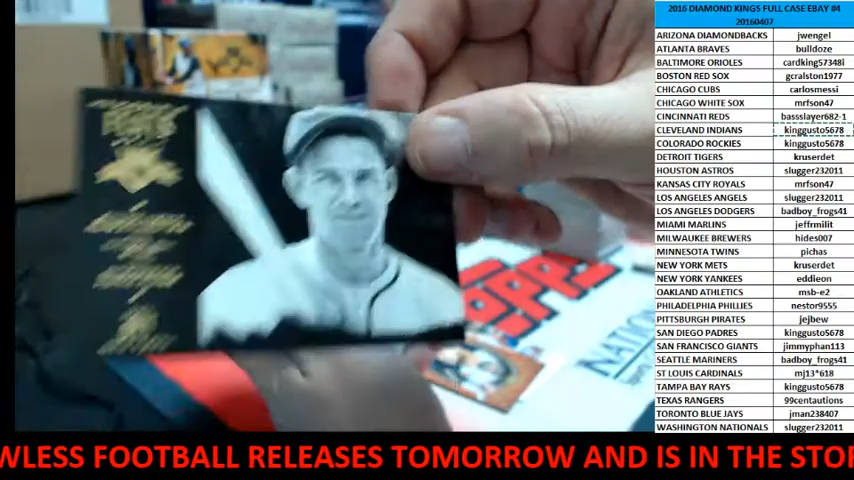 2016 DIAMOND KINGS FULL CASE EBAY #4
20160407
ARIZONA DIAMONDBACKS jwengel
ATLANTA BRAVES bulldoze
BALTIMORE ORIOLES cardking57348i
BOSTON RED SOX gcralston1977
CHICAGO CUBS carlosmessi
CHICAGO WHITE SOX mrfson47
CINCINNATI REDS bassslayer682-1
CLEVELAND INDIANS kinggusto5678
COLORADO ROCKIES kinggusto5678
DETROIT TIGERS kruserdet
HOUSTON ASTROS slugger232011
KANSAS CITY ROYALS mrfson47
LOS ANGELES ANGELS slugger232011
LOS ANGELES DODGERS badboy_frogs41
MIAMI MARLINS jeffrmilit
MILWAUKEE BREWERS hides007
MINNESOTA TWINS pichas
NEW YORK METS kruserdet
NEW YORK YANKEES eddieon
OAKLAND ATHLETICS msb-e2
PHILADELPHIA PHILLIES nestor9555
PITTSBURGH PIRATES jejbew
SAN DIEGO PADRES kinggusto5678
SAN FRANCISCO GIANTS jimmyphan113
SEATTLE MARINERS badboy_frogs41
ST LOUIS CARDINALS mj13*618
TAMPA BAY RAYS kinggusto5678
TEXAS RANGERS 99centautions
TORONTO BLUE JAYS jman238407
WASHINGTON NATIONALS slugger232011
NATION
WLESS FOOTBALL RELEASES TOMORROW AND IS IN THE STOR